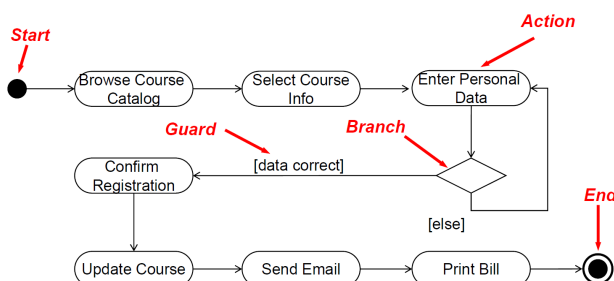 Start
Action
Browse Course
Catalog
Select Course
Info
Enter Personal
Data
Guard
Branch
Confirm
Registration
[data correct]
[else]
End
Update Course
Send Email
Print Bill